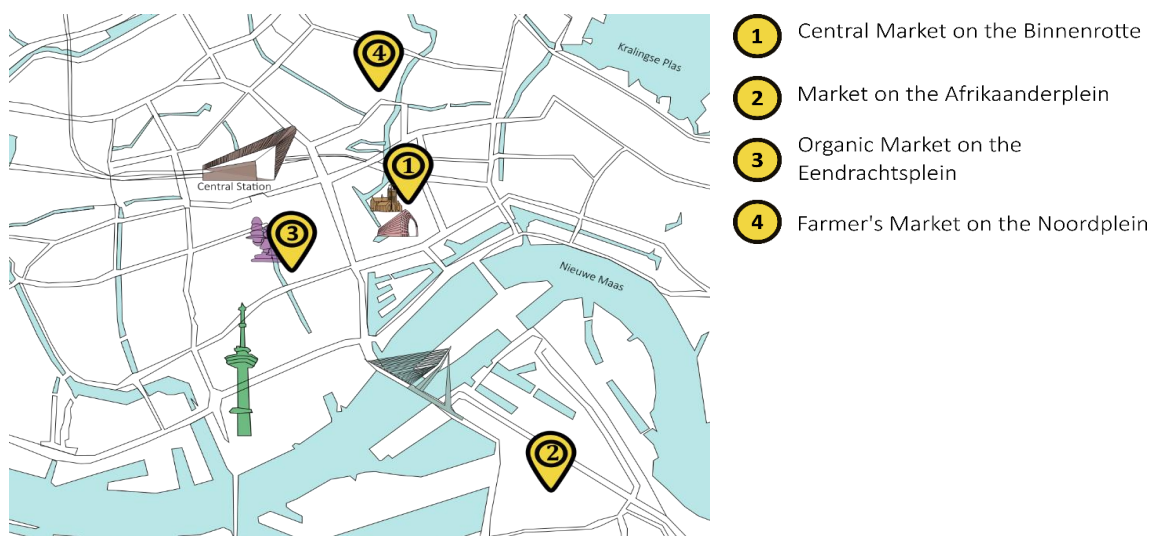 4
Kralingse Plas
1
Central Station
3
Nieuwe Maas
2
1 Central Market on the Binnenrotte
2 Market on the Afrikaanderplein
3 Organic Market on the
Eendrachtsplein
4 Farmer's Market on the Noordplein